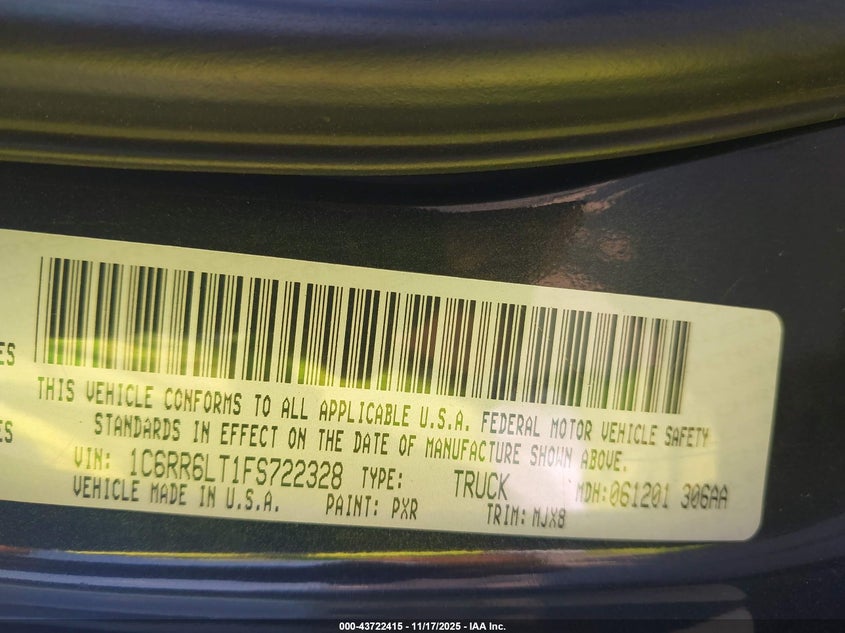 ES
THIS VEHICLE CONFORMS TO ALL APPLICABLE U.S.A. FEDERAL MOTOR VEHICLE SAFETY
ES
STANDARDS IN EFFECT ON THE DATE OF MANUFACTURE SHOWN ABOVE.
VIN: 1C6RR6LT1FS722328 TYPE: TRUCK MDH:061201 306AA
VEHICLE MADE IN U.S.A. PAINT: PXR TRIM: MJX8
000-43722415 - 11/17/2025 - IAA Inc.